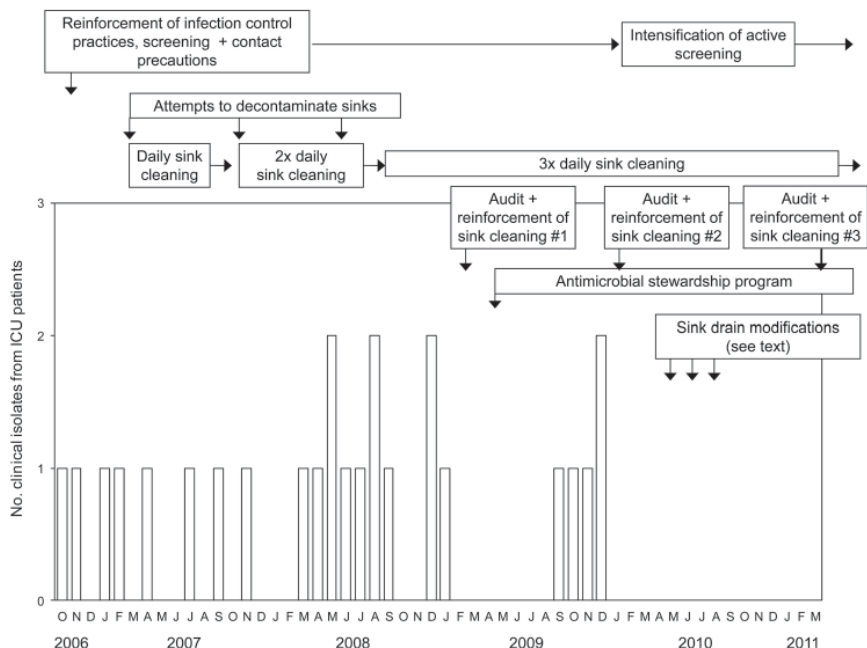 Reinforcement of infection control
practices, screening + contact
precautions
Intensification of active
screening
Attempts to decontaminate sinks
Daily sink
cleaning
2x daily
sink cleaning
3x daily sink cleaning
Audit +
reinforcement of
sink cleaning #1
Audit +
reinforcement of
sink cleaning #2
Audit +
reinforcement of
sink cleaning #3
Antimicrobial stewardship program
Sink drain modifications
(see text)
No. clinical isolates from ICU patients
3
2
1
0
O N D J F M A M J J A S O N D J F M A M J J A S O N D J F M A M J J A S O N D J F M A M J J A S O N D J F M
2006 2007 2008 2009 2010 2011